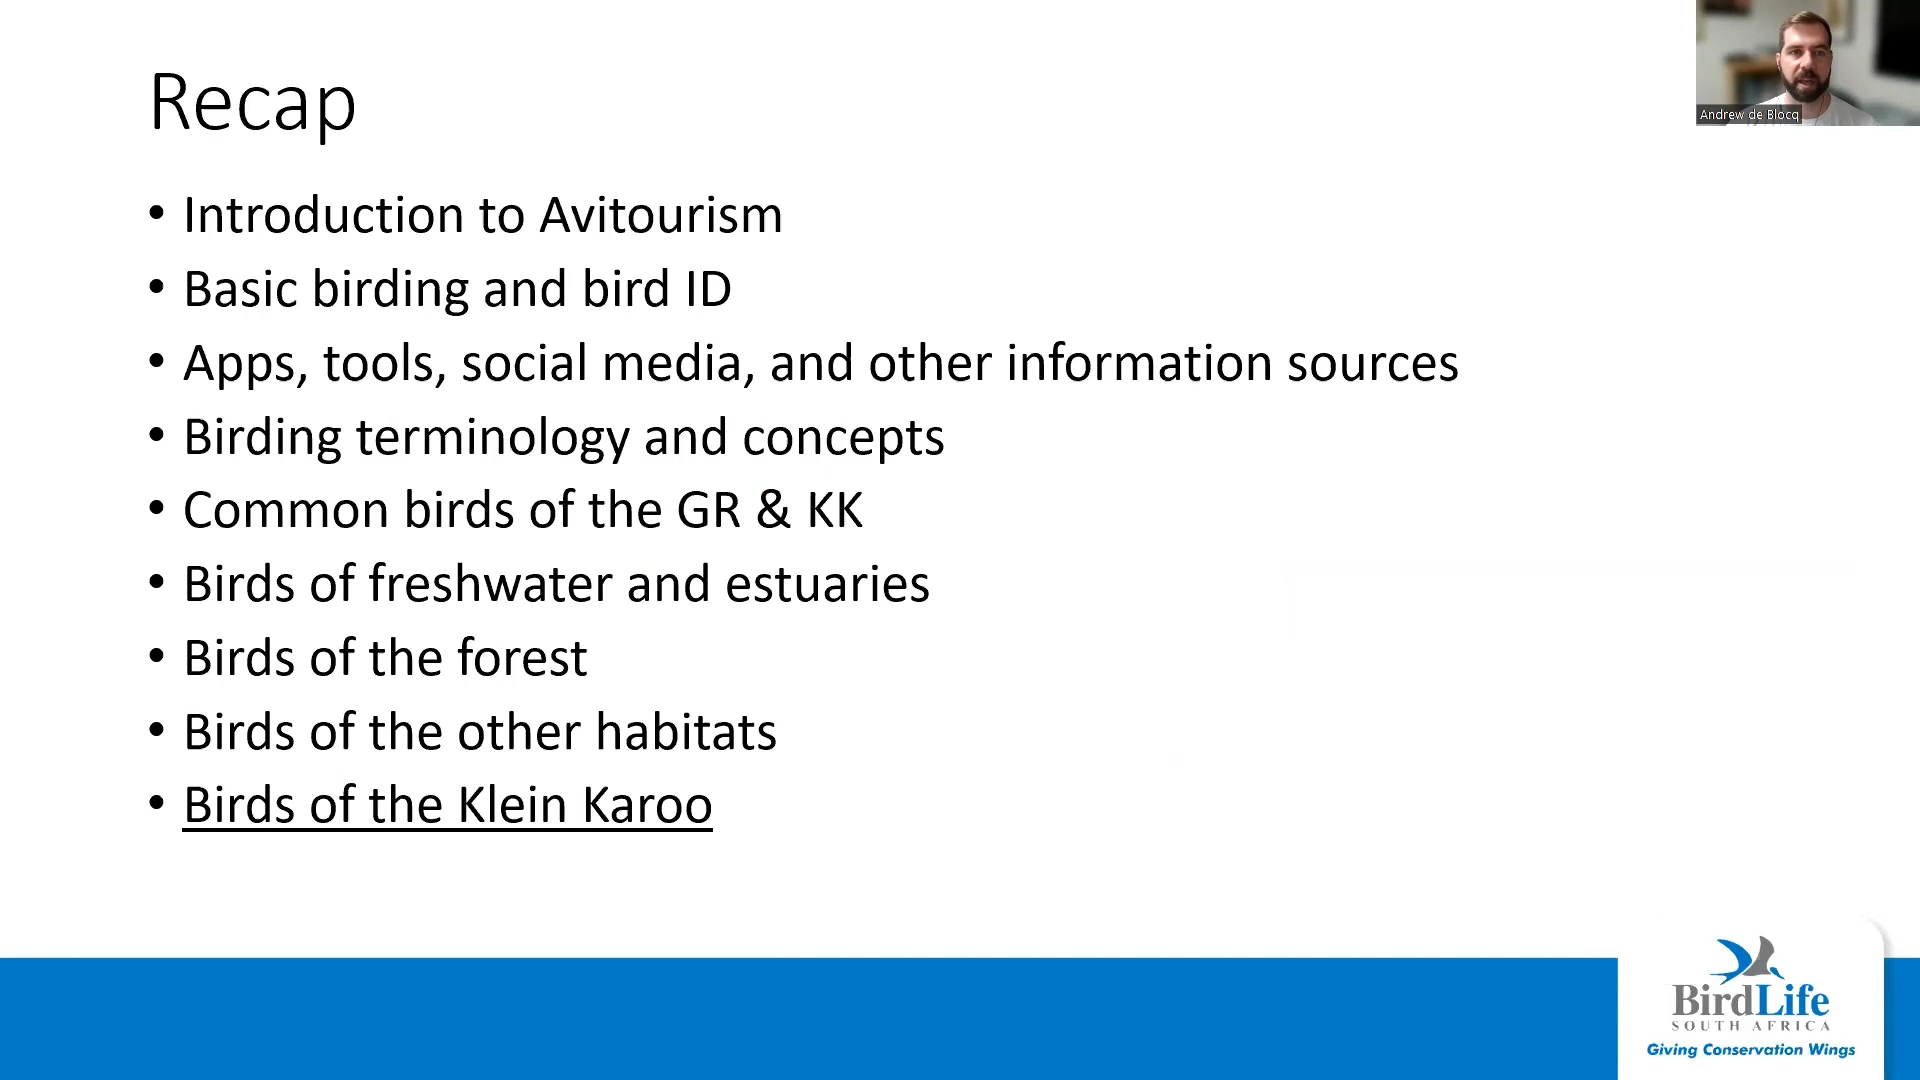 Recap
• Introduction to Avitourism
• Basic birding and bird ID
• Apps, tools, social media, and other information sources
• Birding terminology and concepts
• Common birds of the GR & KK
• Birds of freshwater and estuaries
• Birds of the forest
• Birds of the other habitats
• Birds of the Klein Karoo
Andrew de Blocq
BirdLife
SOUTH AFRICA
Giving Conservation Wings